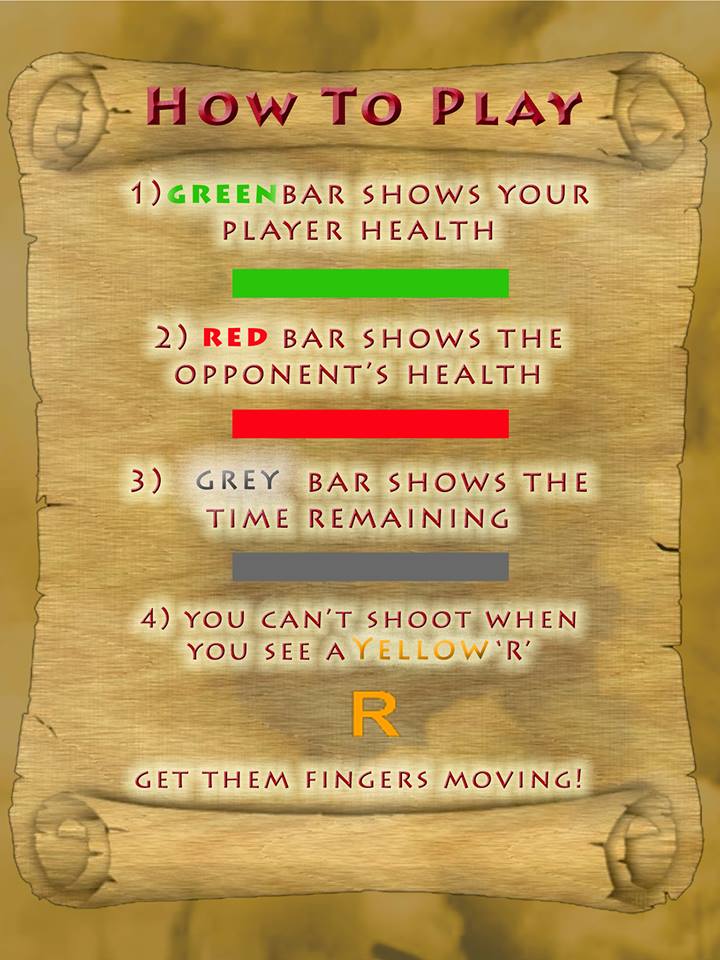 How To Play
1) GREEN BAR SHOWS YOUR
PLAYER HEALTH
2) RED BAR SHOWS THE
OPPONENT'S HEALTH
3) GREY BAR SHOWS THE
TIME REMAINING
4) YOU CAN'T SHOOT WHEN
YOU SEE A YELLOW 'R'
R
GET THEM FINGERS MOVING!